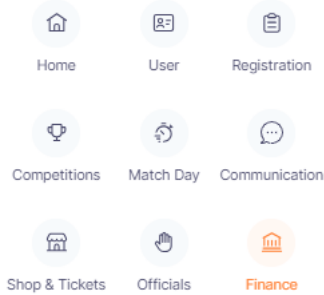 Home User Registration
Competitions Match Day Communication
Shop & Tickets Officials Finance